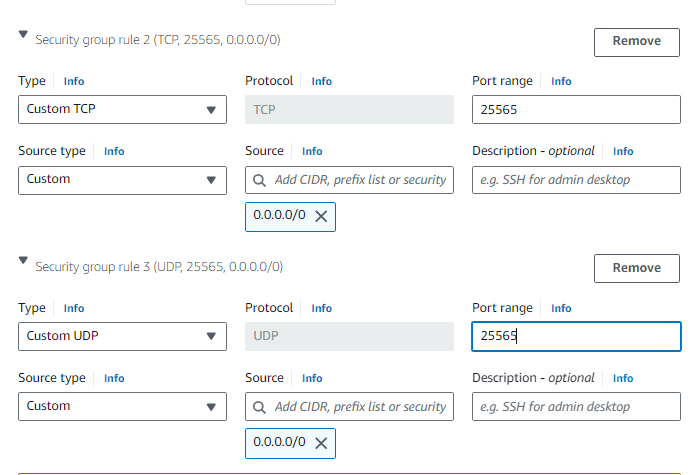 Security group rule 2 (TCP, 25565, 0.0.0.0/0)
Remove
Type Info Protocol Info Port range Info
Custom TCP TCP 25565
Source type Info Source Info Description - optional Info
Custom Add CIDR, prefix list or security e.g. SSH for admin desktop
0.0.0.0/0
Security group rule 3 (UDP, 25565, 0.0.0.0/0)
Remove
Type Info Protocol Info Port range Info
Custom UDP UDP 25565
Source type Info Source Info Description - optional Info
Custom Add CIDR, prefix list or security e.g. SSH for admin desktop
0.0.0.0/0